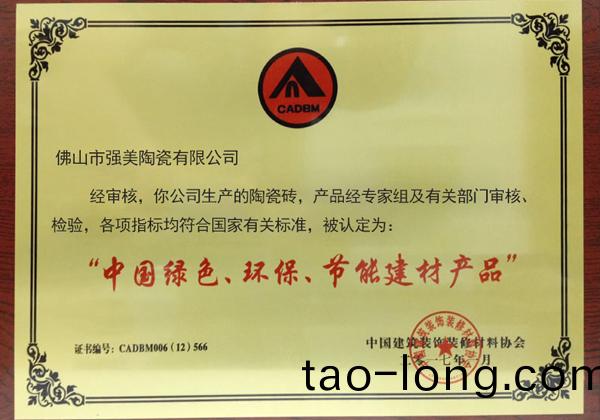 CADBM
佛山市强美陶瓷有限公司
经审核，你公司生产的陶瓷砖，产品经专家组及有关部门审核、
检验，各项指标均符合国家有关标准，被认定为：
“中国绿色、环保、节能建材产品”
证书编号：CADBM006（12）566
中国建筑装饰装修材料协会
一七年 月
tao-long.com